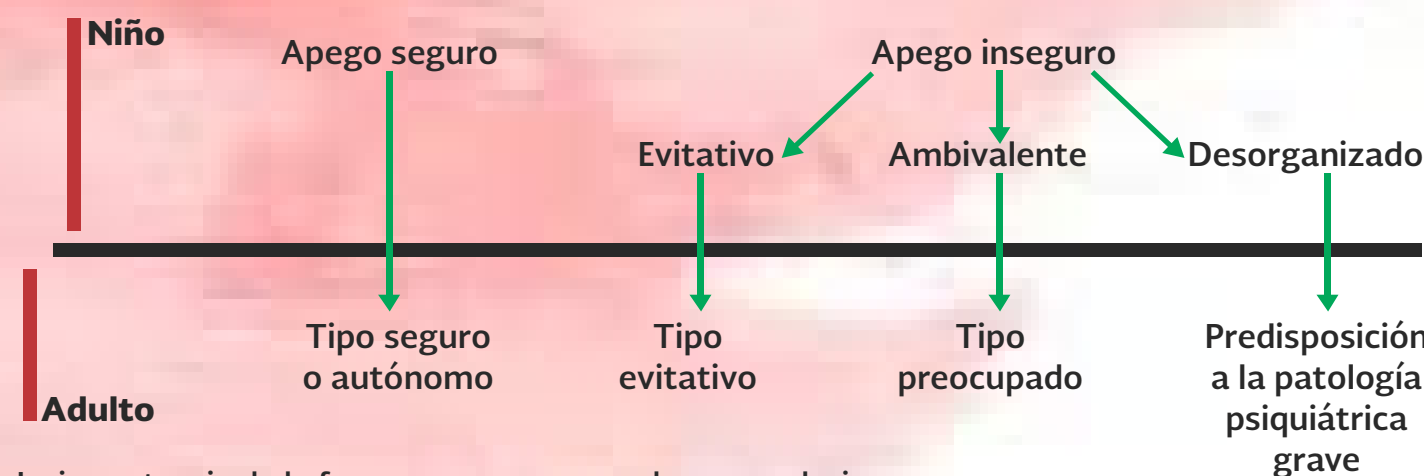 Niño
Apego seguro
Apego inseguro
Evitativo
Ambivalente
Desorganizado
Tipo seguro
o autónomo
Tipo
evitativo
Tipo
preocupado
Predisposición
a la patología
psiquiátrica
grave
Adulto